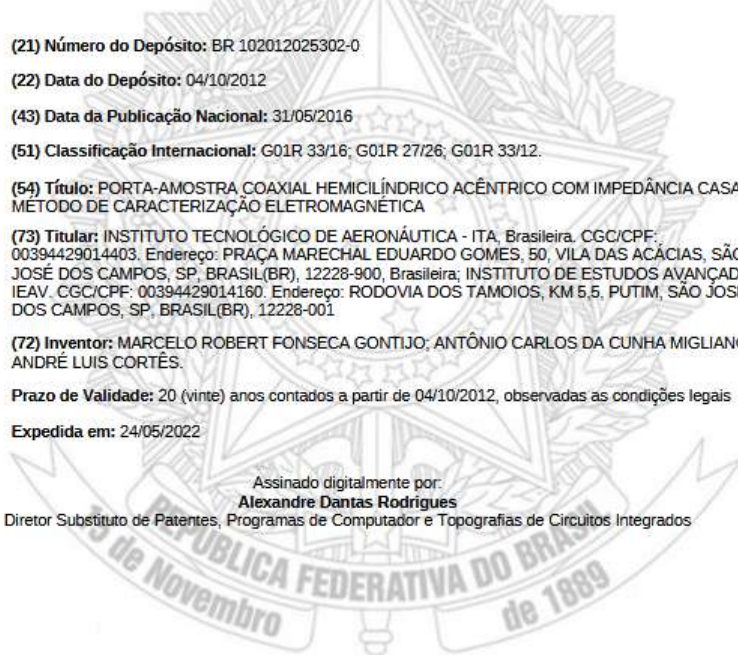 (21) Número do Depósito: BR 102012025302-0
(22) Data do Depósito: 04/10/2012
(43) Data da Publicação Nacional: 31/05/2016
(51) Classificação Internacional: G01R 33/16; G01R 27/26; G01R 33/12.
(54) Título: PORTA-AMOSTRA COAXIAL HEMICILÍNDRICO ACÊNTRICO COM IMPEDÂNCIA CASA
MÉTODO DE CARACTERIZAÇÃO ELETROMAGNÉTICA
(73) Titular: INSTITUTO TECNOLÓGICO DE AERONÁUTICA - ITA, Brasileira. CGC/CPF:
00394429014403. Endereço: PRAÇA MARECHAL EDUARDO GOMES, 50, VILA DAS ACÁCIAS, SÃO
JOSÉ DOS CAMPOS, SP, BRASIL(BR), 12228-900, Brasileira; INSTITUTO DE ESTUDOS AVANÇAD
IEAV. CGC/CPF: 00394429014160. Endereço: RODOVIA DOS TAMOIOS, KM 5,5, PUTIM, SÃO JOSÉ
DOS CAMPOS, SP, BRASIL(BR), 12228-001
(72) Inventor: MARCELO ROBERT FONSECA GONTIJO; ANTÔNIO CARLOS DA CUNHA MIGLIANO
ANDRÉ LUIS CORTÊS.
Prazo de Validade: 20 (vinte) anos contados a partir de 04/10/2012, observadas as condições legais
Expedida em: 24/05/2022
Assinado digitalmente por:
Alexandre Dantas Rodrigues
Diretor Substituto de Patentes, Programas de Computador e Topografias de Circuitos Integrados
REPÚBLICA FEDERATIVA DO BRASIL
15 de Novembro de 1889